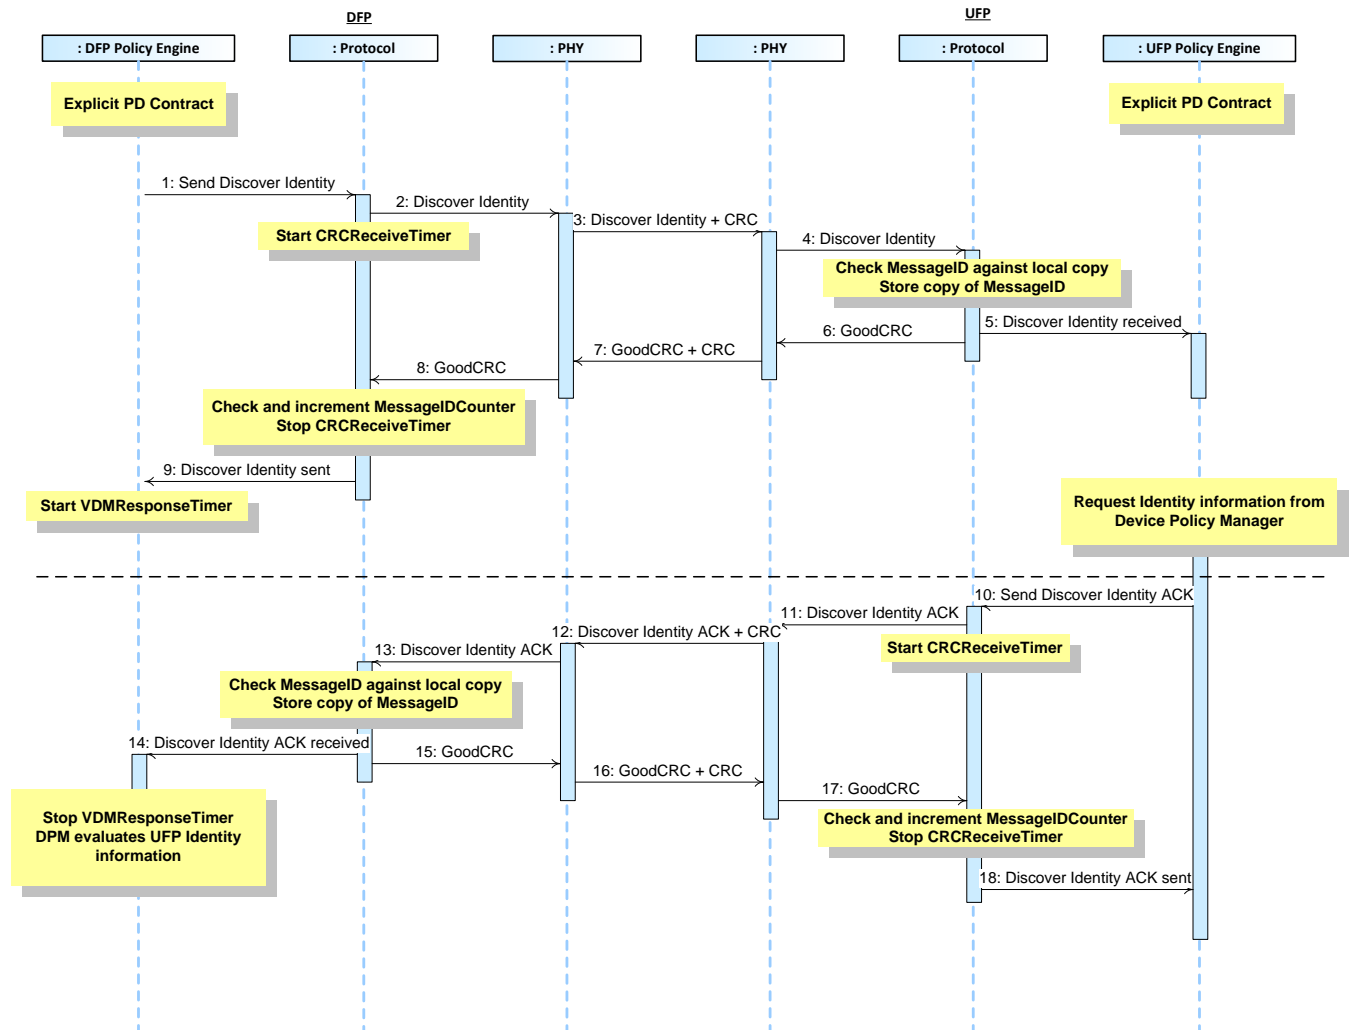 DFP
UFP
: DFP Policy Engine
: Protocol
: PHY
: PHY
: Protocol
: UFP Policy Engine
Explicit PD Contract
Explicit PD Contract
1: Send Discover Identity
2: Discover Identity
3: Discover Identity + CRC
Start CRCReceiveTimer
4: Discover Identity
Check MessageID against local copy
Store copy of MessageID
5: Discover Identity received
6: GoodCRC
7: GoodCRC + CRC
8: GoodCRC
Check and increment MessageIDCounter
Stop CRCReceiveTimer
9: Discover Identity sent
Start VDMResponseTimer
Request Identity information from
Device Policy Manager
10: Send Discover Identity ACK
11: Discover Identity ACK
12: Discover Identity ACK + CRC
Start CRCReceiveTimer
13: Discover Identity ACK
Check MessageID against local copy
Store copy of MessageID
14: Discover Identity ACK received
15: GoodCRC
16: GoodCRC + CRC
17: GoodCRC
Stop VDMResponseTimer
DPM evaluates UFP Identity
information
Check and increment MessageIDCounter
Stop CRCReceiveTimer
18: Discover Identity ACK sent